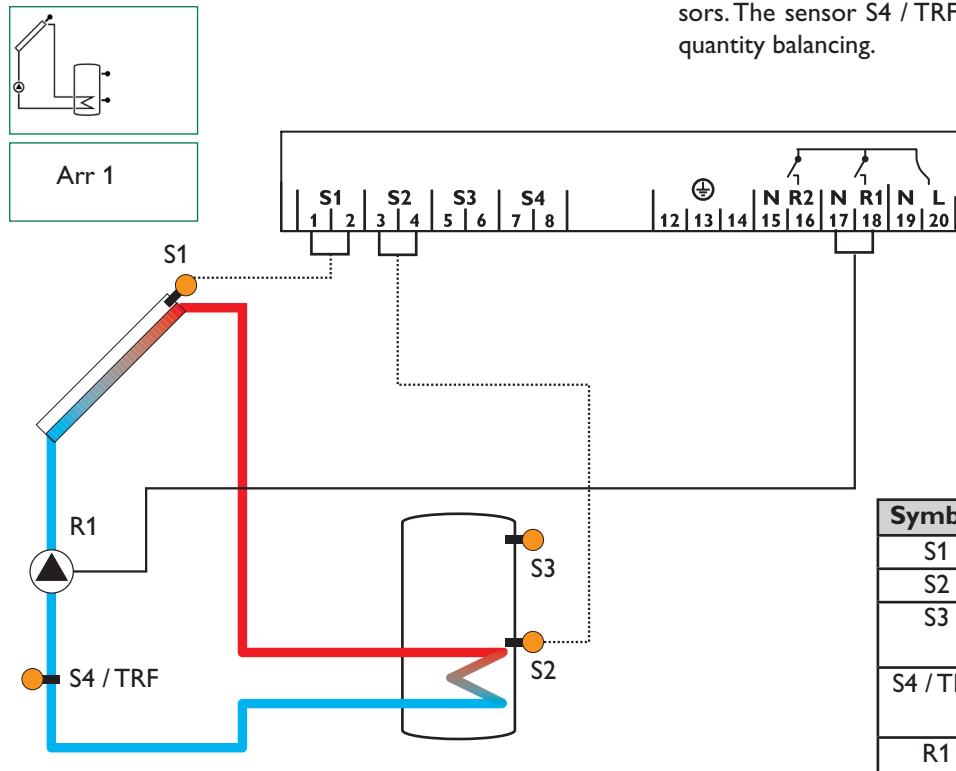 sors. The sensor S4 / TRF
quantity balancing.
Arr 1
S1 S2 S3 S4 N R2 N R1 N L
1 2 3 4 5 6 7 8 12 13 14 15 16 17 18 19 20
S1
R1
S3
S2
S4 / TRF
Symb
S1
S2
S3
S4 / T
R1